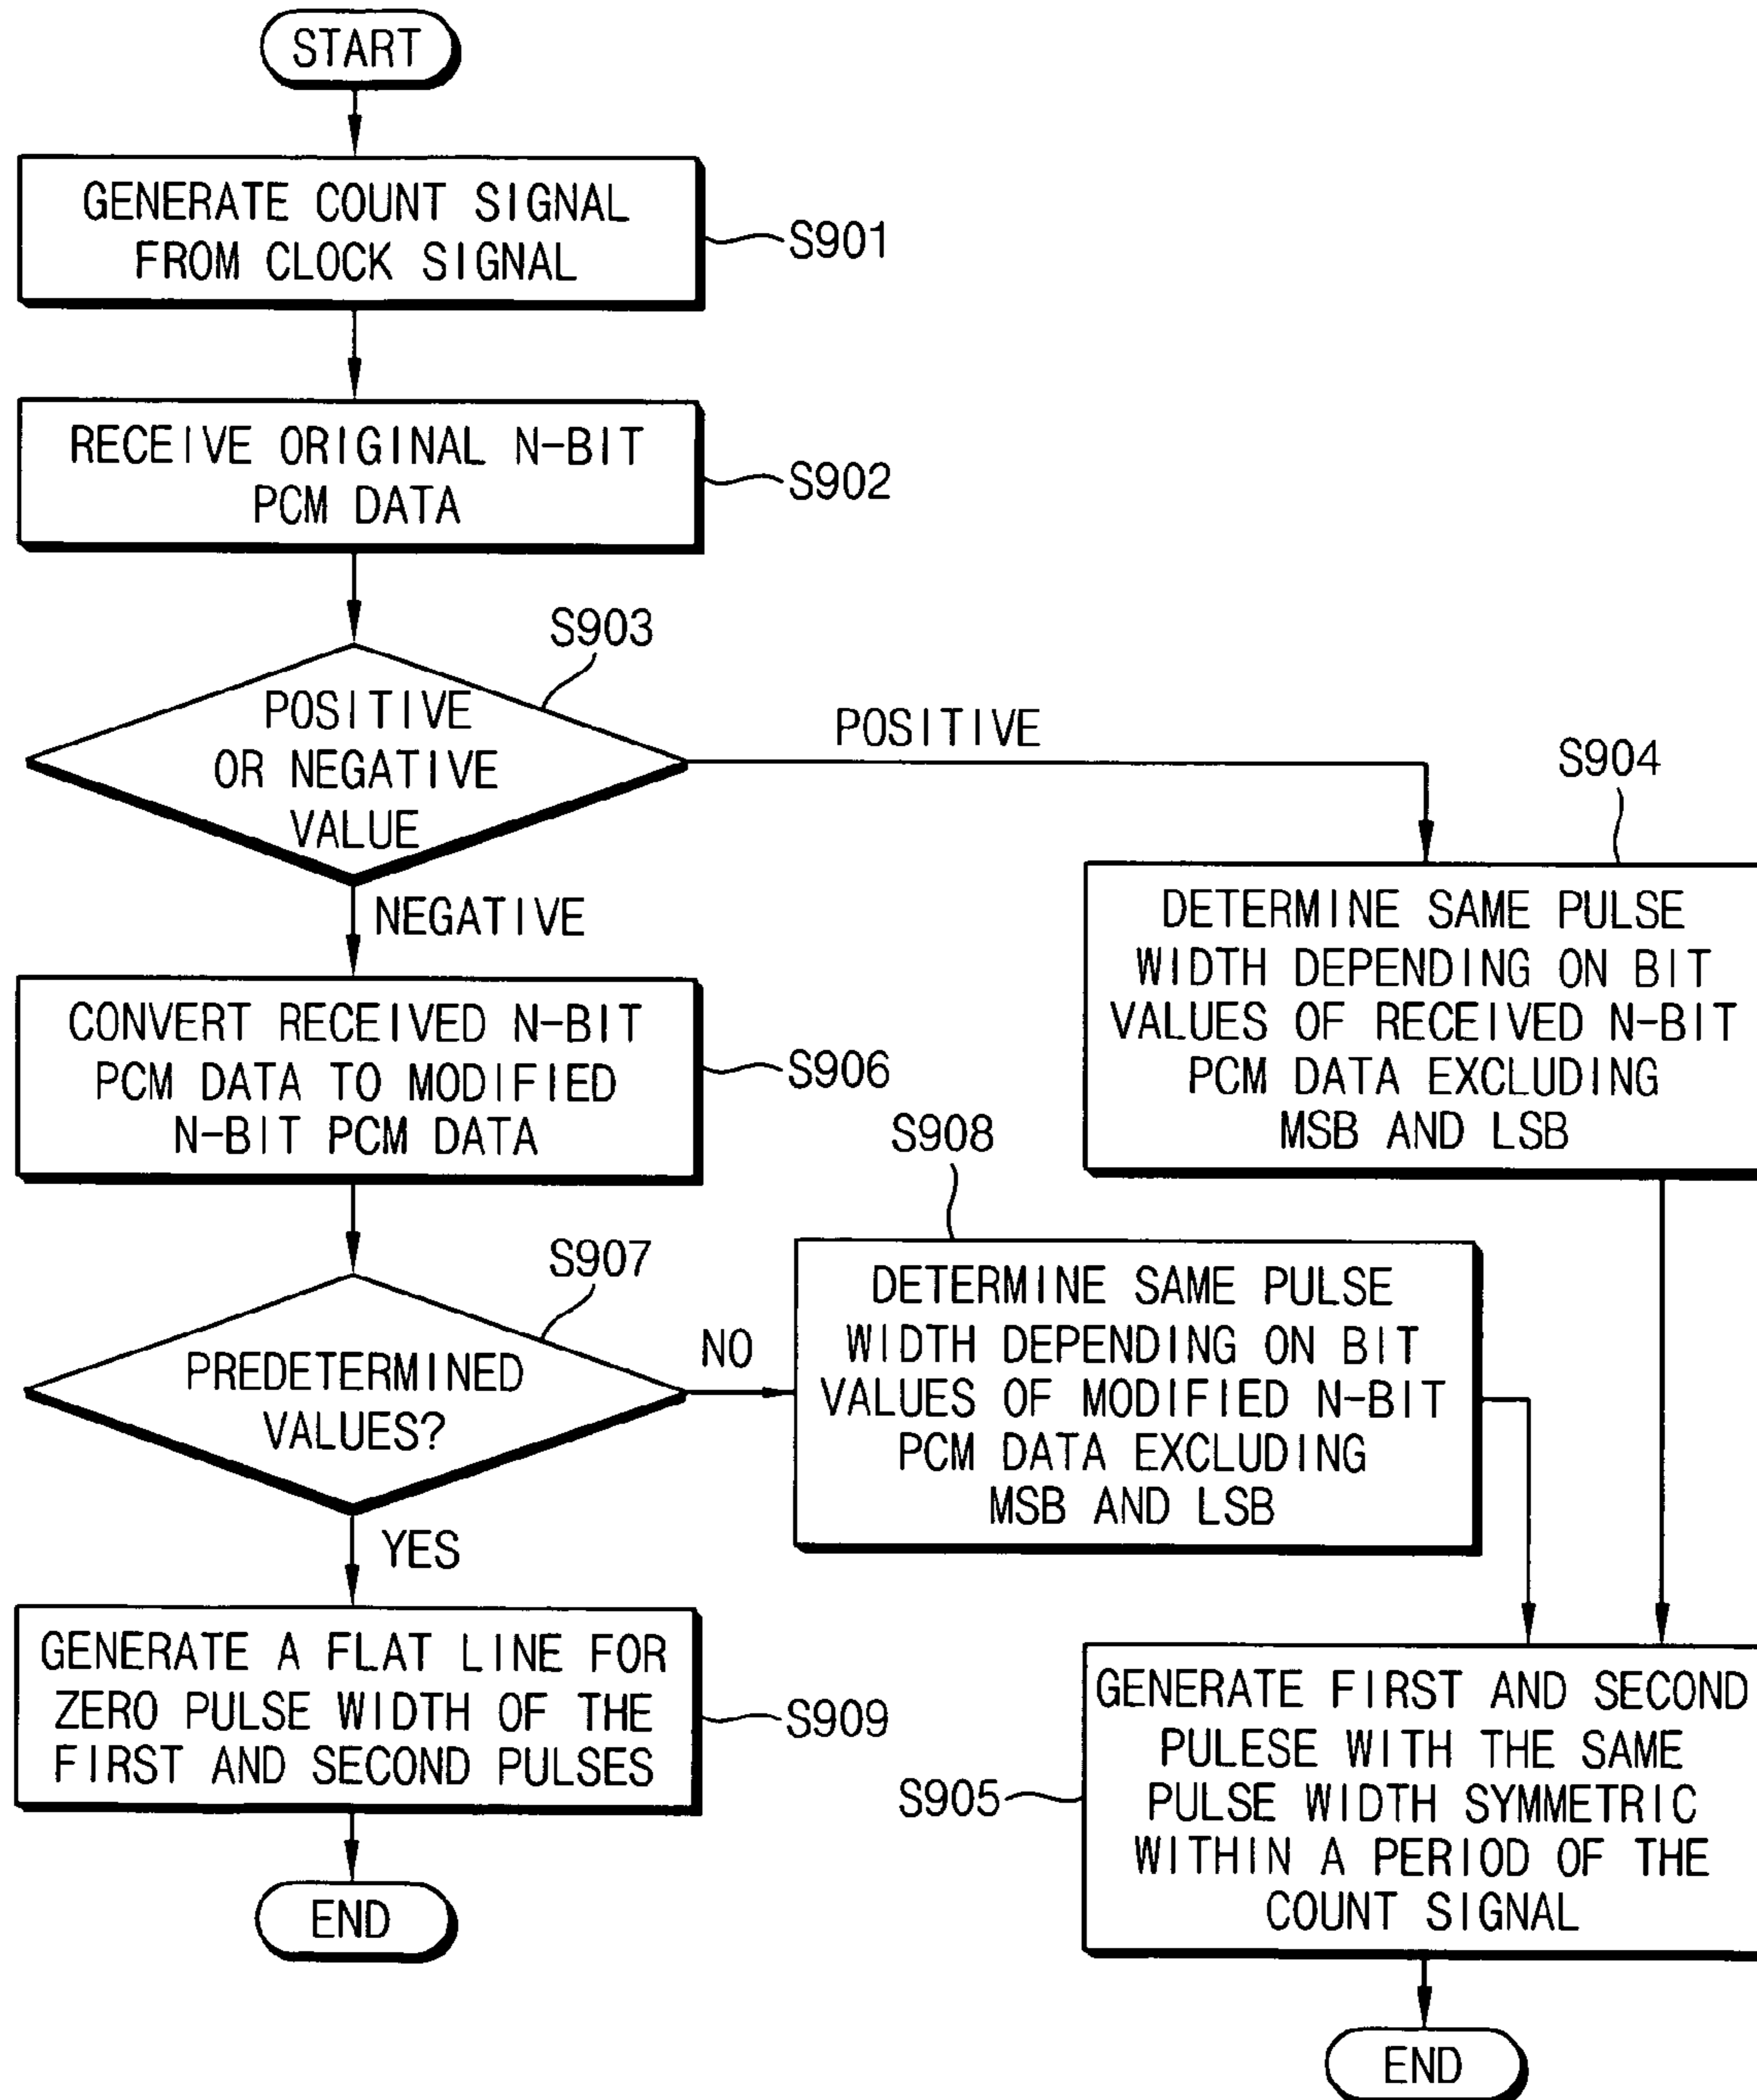 START
GENERATE COUNT SIGNAL
FROM CLOCK SIGNAL
S901
RECEIVE ORIGINAL N-BIT
PCM DATA
S902
S903
POSITIVE
OR NEGATIVE
VALUE
POSITIVE
NEGATIVE
S904
DETERMINE SAME PULSE
WIDTH DEPENDING ON BIT
VALUES OF RECEIVED N-BIT
PCM DATA EXCLUDING
MSB AND LSB
CONVERT RECEIVED N-BIT
PCM DATA TO MODIFIED
N-BIT PCM DATA
S906
S907
PREDETERMINED
VALUES?
NO
YES
S908
DETERMINE SAME PULSE
WIDTH DEPENDING ON BIT
VALUES OF MODIFIED N-BIT
PCM DATA EXCLUDING
MSB AND LSB
GENERATE A FLAT LINE FOR
ZERO PULSE WIDTH OF THE
FIRST AND SECOND PULSES
S909
END
S905
GENERATE FIRST AND SECOND
PULESE WITH THE SAME
PULSE WIDTH SYMMETRIC
WITHIN A PERIOD OF THE
COUNT SIGNAL
END